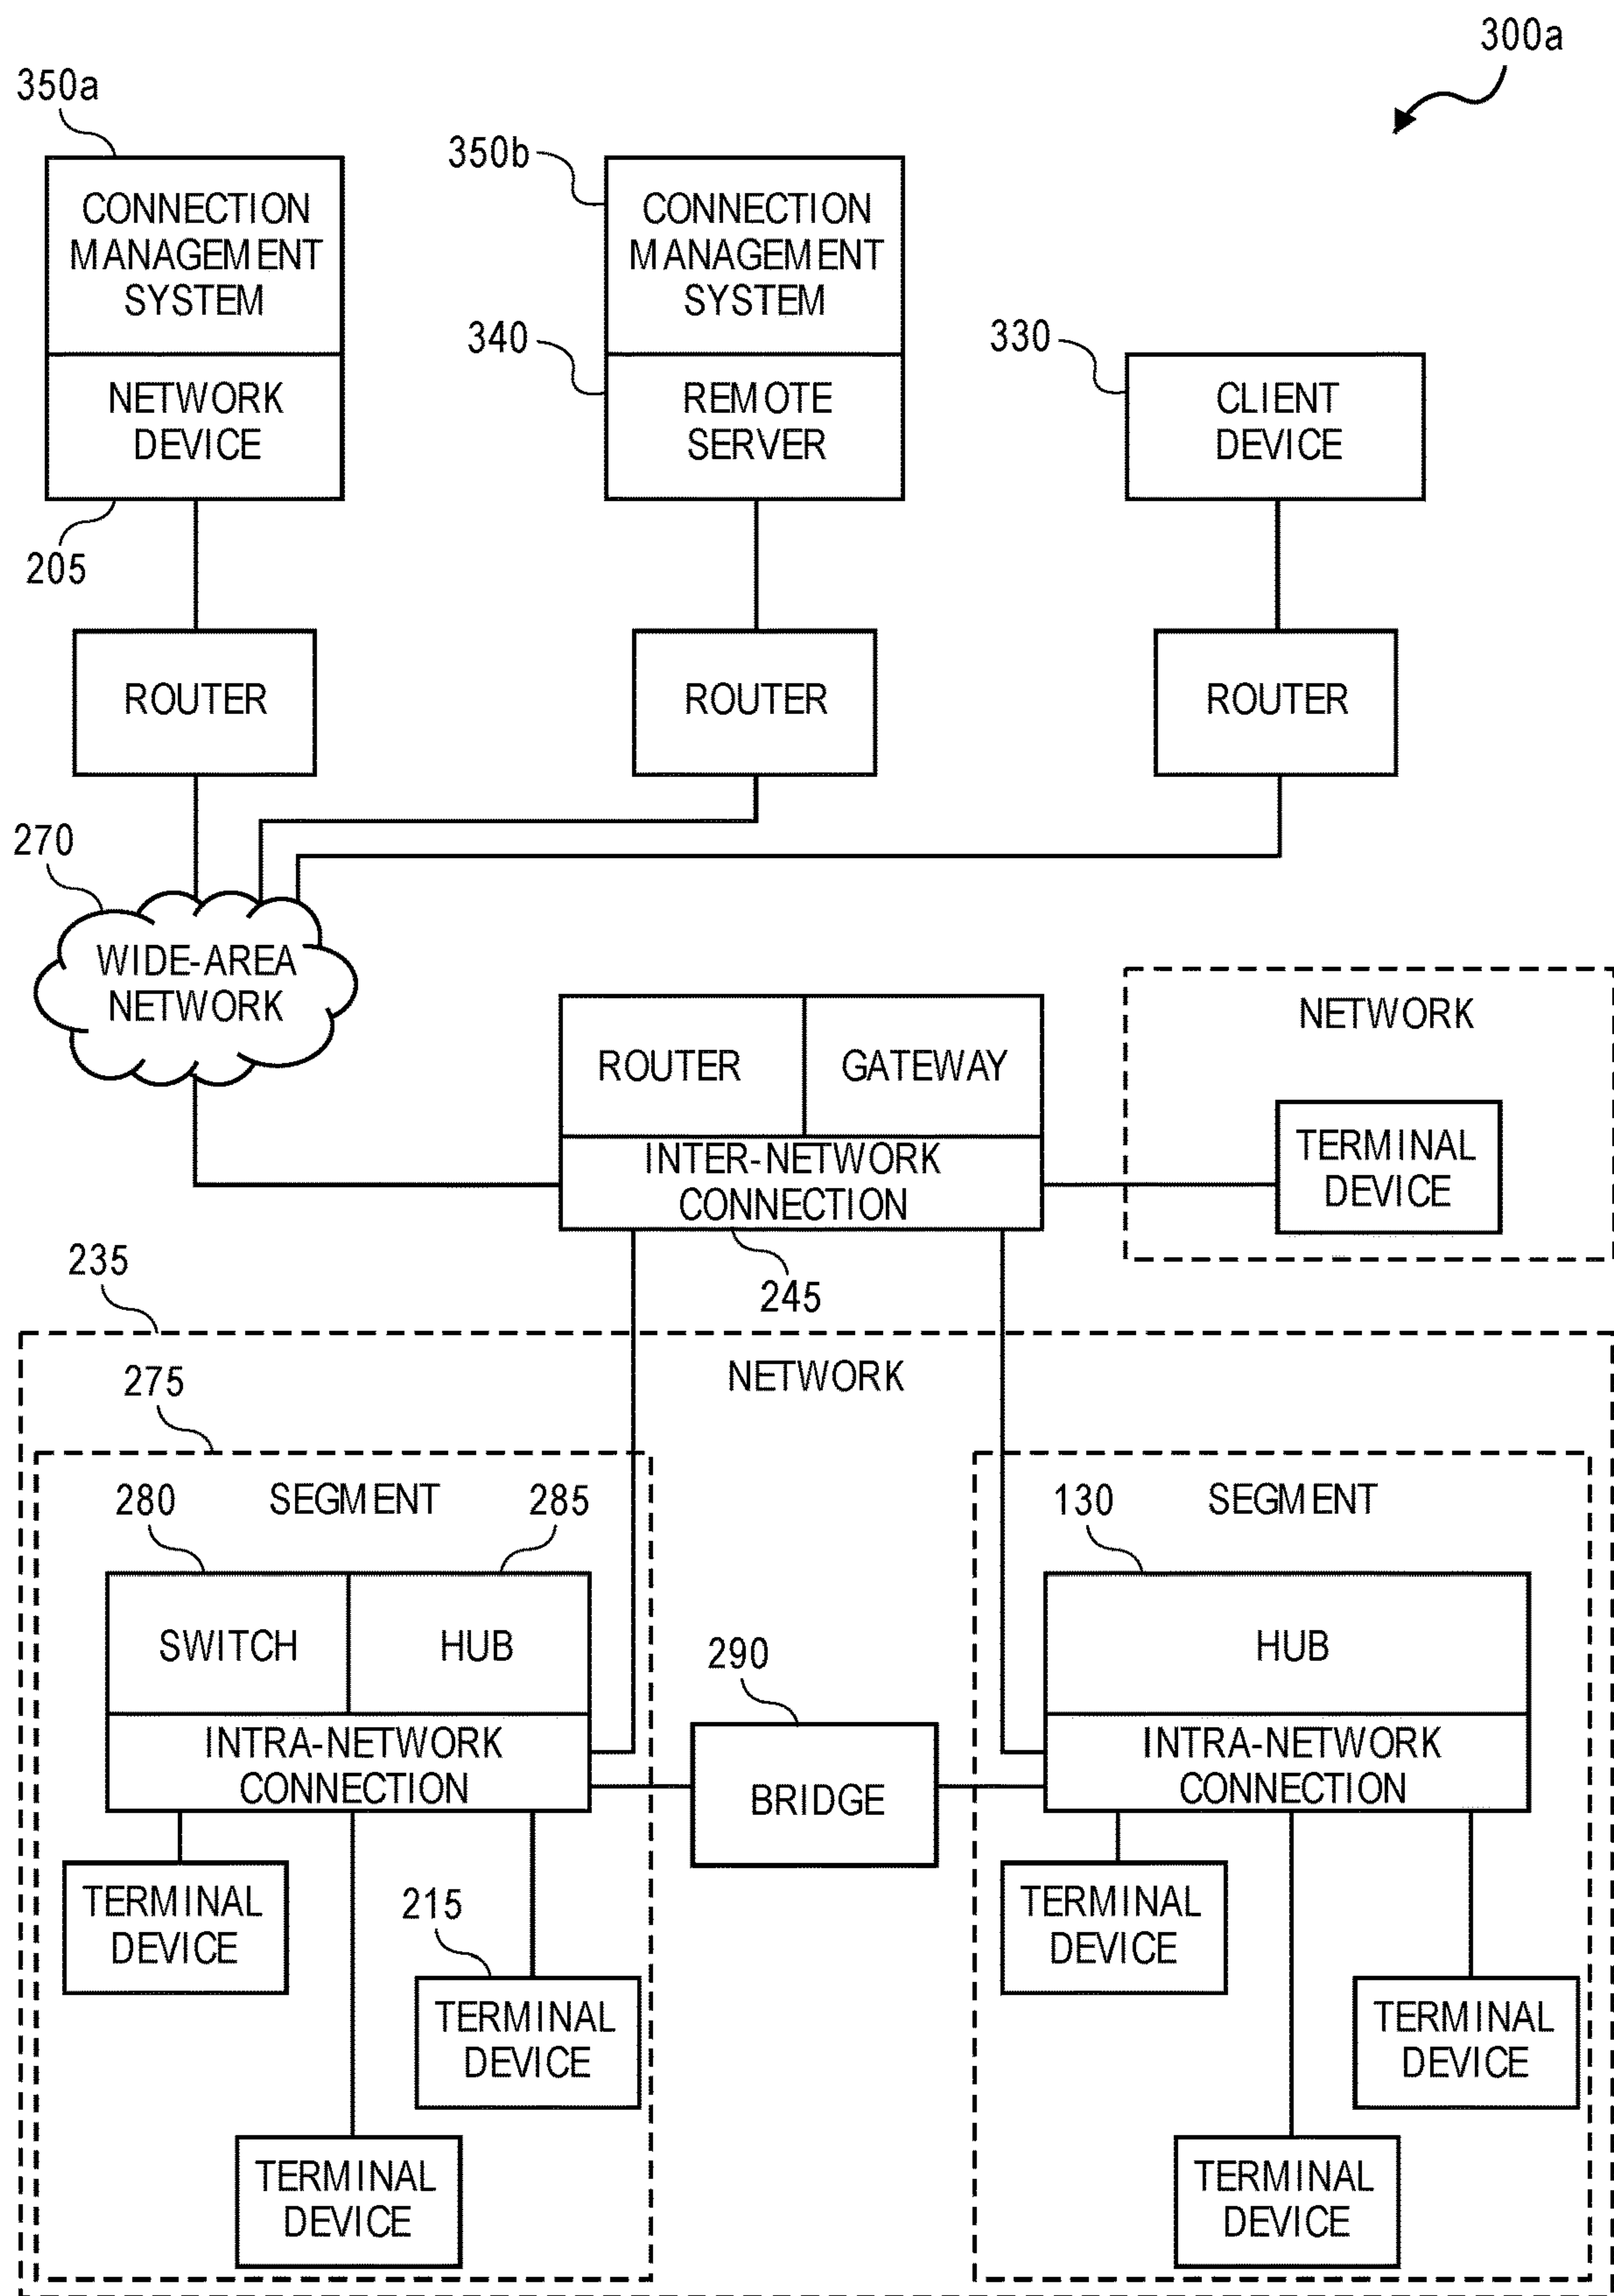 300a
350a
CONNECTION
MANAGEMENT
SYSTEM
NETWORK
DEVICE
205
350b
CONNECTION
MANAGEMENT
SYSTEM
340
REMOTE
SERVER
330
CLIENT
DEVICE
ROUTER
ROUTER
ROUTER
270
WIDE-AREA
NETWORK
ROUTER
GATEWAY
INTER-NETWORK
CONNECTION
245
NETWORK
TERMINAL
DEVICE
235
NETWORK
275
SEGMENT
280
285
SWITCH
HUB
INTRA-NETWORK
CONNECTION
TERMINAL
DEVICE
215
TERMINAL
DEVICE
TERMINAL
DEVICE
290
BRIDGE
SEGMENT
130
HUB
INTRA-NETWORK
CONNECTION
TERMINAL
DEVICE
TERMINAL
DEVICE
TERMINAL
DEVICE